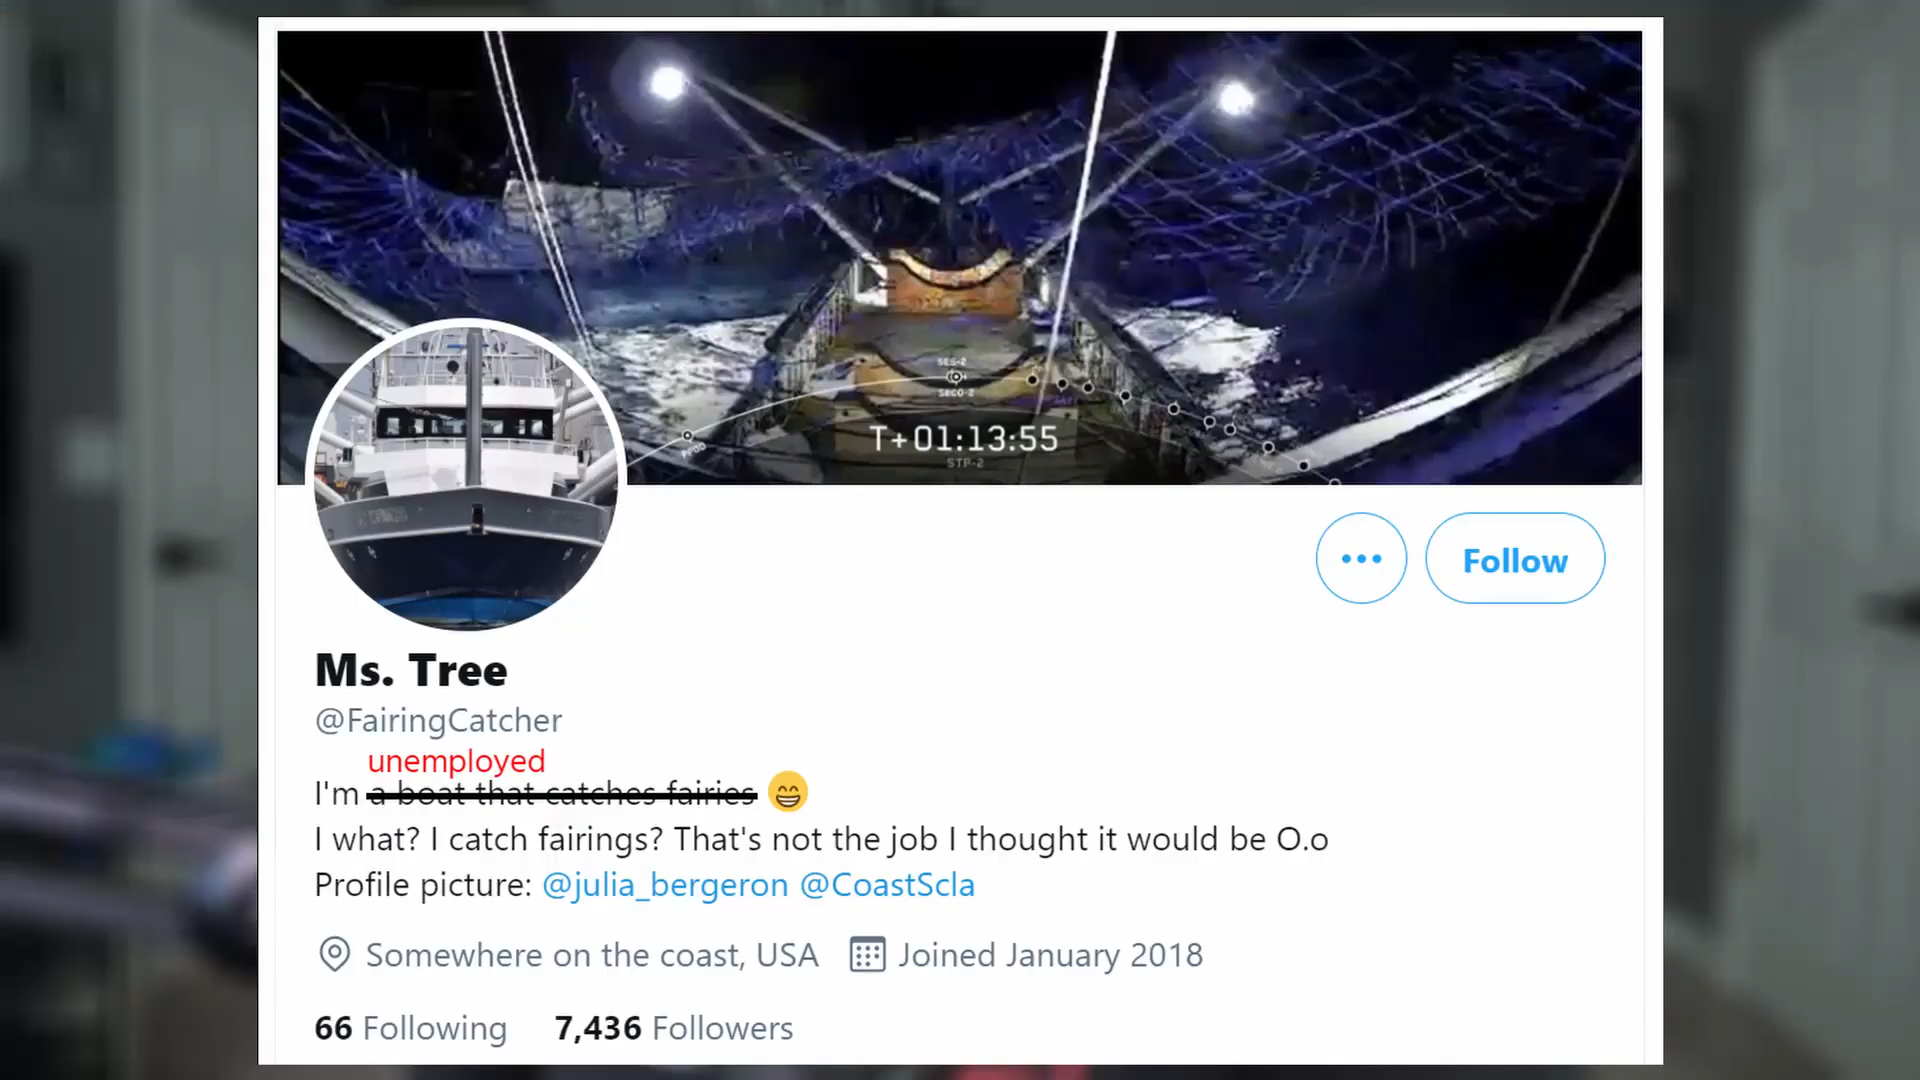 SES-2
SECO-2
PPOD
T+01:13:55
STP-2
Ms. Tree
@FairingCatcher
unemployed
I'm a boat that catches fairies 😁
I what? I catch fairings? That's not the job I thought it would be O.o
Profile picture: @julia_bergeron @CoastScla
Somewhere on the coast, USA Joined January 2018
66 Following 7,436 Followers
••• Follow